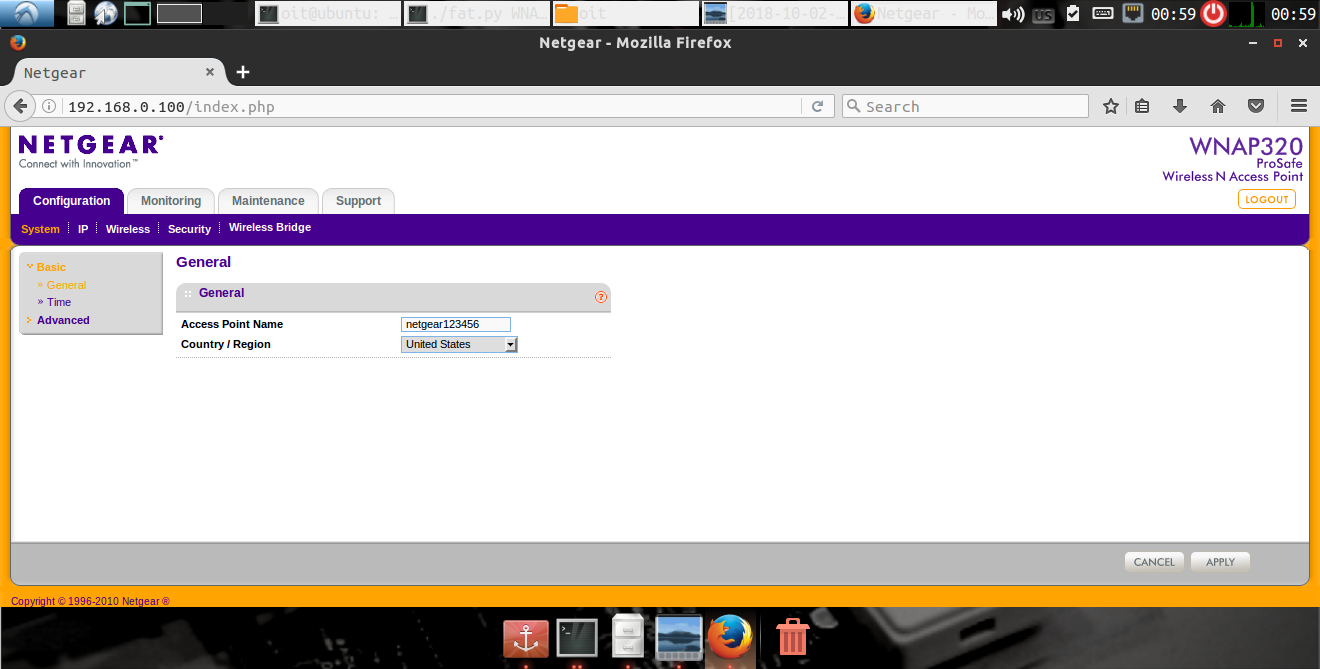 oit@ubuntu: ... ./fat.py WNA... oit [2018-10-02-... Netgear - Mo... US 00:59 00:59
Netgear - Mozilla Firefox
Netgear
192.168.0.100/index.php Search
NETGEAR®
Connect with Innovation™
WNAP320
ProSafe
Wireless N Access Point
Configuration Monitoring Maintenance Support LOGOUT
System IP Wireless Security Wireless Bridge
Basic
» General
» Time
Advanced
General
General ?
Access Point Name netgear123456
Country / Region United States
CANCEL APPLY
Copyright © 1996-2010 Netgear ®